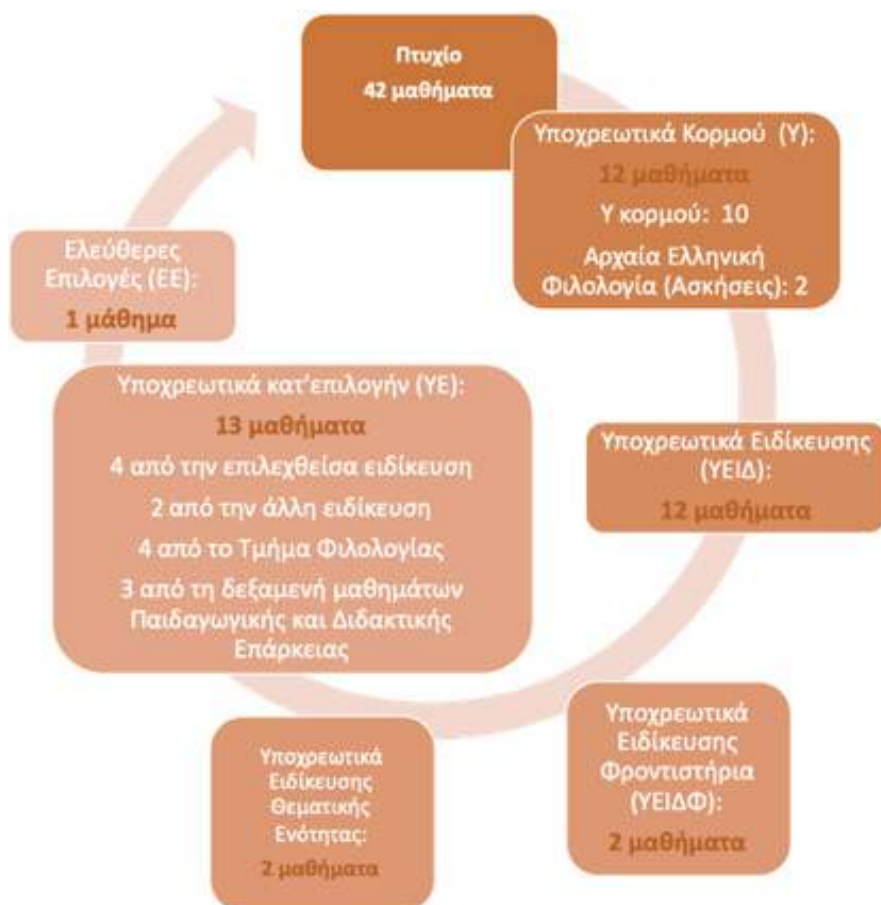 Πτυχίο
42 μαθήματα
Υποχρεωτικά Κορμού (Υ):
12 μαθήματα
Υ κορμού: 10
Αρχαία Ελληνική
Φιλολογία (Ασκήσεις): 2
Υποχρεωτικά Ειδίκευσης
(ΥΕΙΔ):
12 μαθήματα
Υποχρεωτικά
Ειδίκευσης
Φροντιστήρια
(ΥΕΙΔΦ):
2 μαθήματα
Υποχρεωτικά
Ειδίκευσης
Θεματικής
Ενότητας:
2 μαθήματα
Υποχρεωτικά κατ'επιλογήν (ΥΕ):
13 μαθήματα
4 από την επιλεχθείσα ειδίκευση
2 από την άλλη ειδίκευση
4 από το Τμήμα Φιλολογίας
3 από τη δεξαμενή μαθημάτων
Παιδαγωγικής και Διδακτικής
Επάρκειας
Ελεύθερες
Επιλογές (ΕΕ):
1 μάθημα